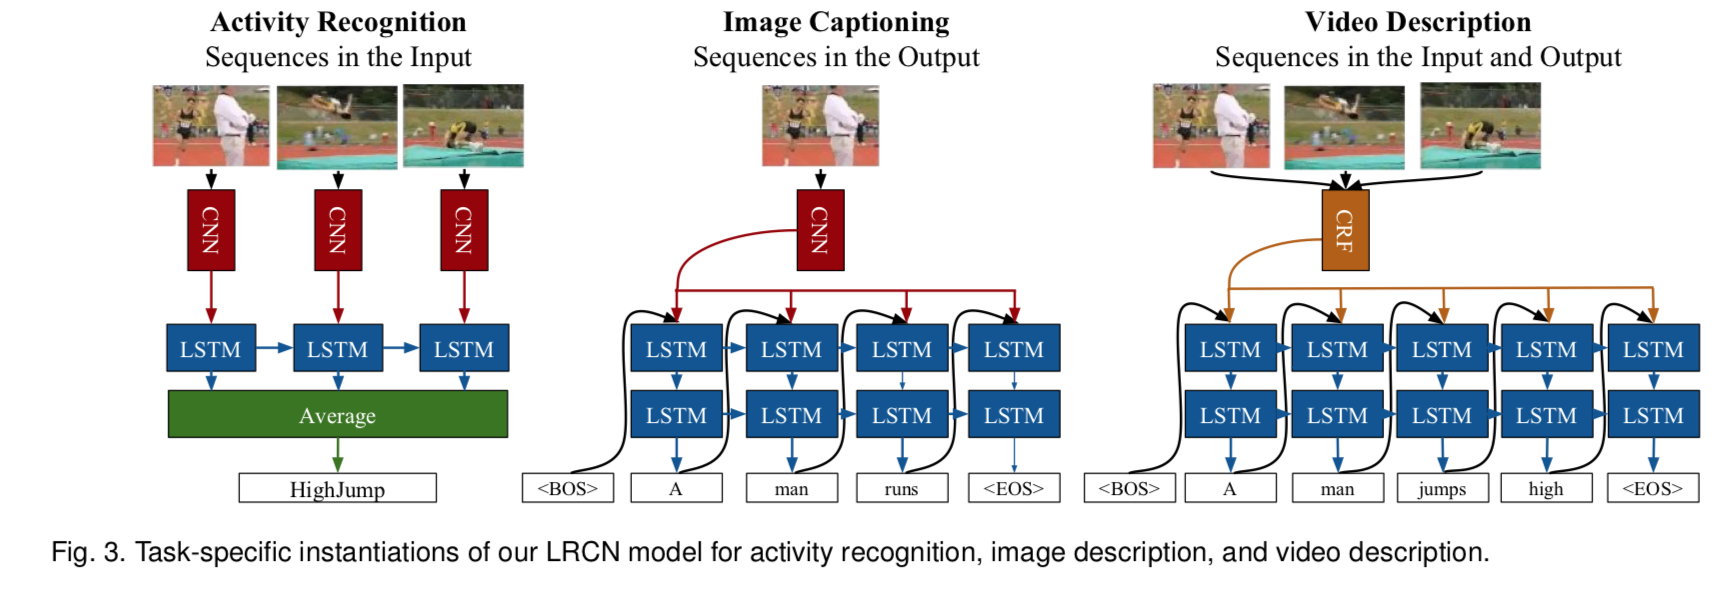 Activity Recognition
Sequences in the Input
CNN
CNN
CNN
LSTM
LSTM
LSTM
Average
HighJump
Image Captioning
Sequences in the Output
CNN
LSTM
LSTM
LSTM
LSTM
LSTM
LSTM
LSTM
LSTM
<BOS>
A
man
runs
<EOS>
Video Description
Sequences in the Input and Output
CRF
LSTM
LSTM
LSTM
LSTM
LSTM
LSTM
LSTM
LSTM
LSTM
LSTM
<BOS>
A
man
jumps
high
<EOS>
Fig. 3. Task-specific instantiations of our LRCN model for activity recognition, image description, and video description.